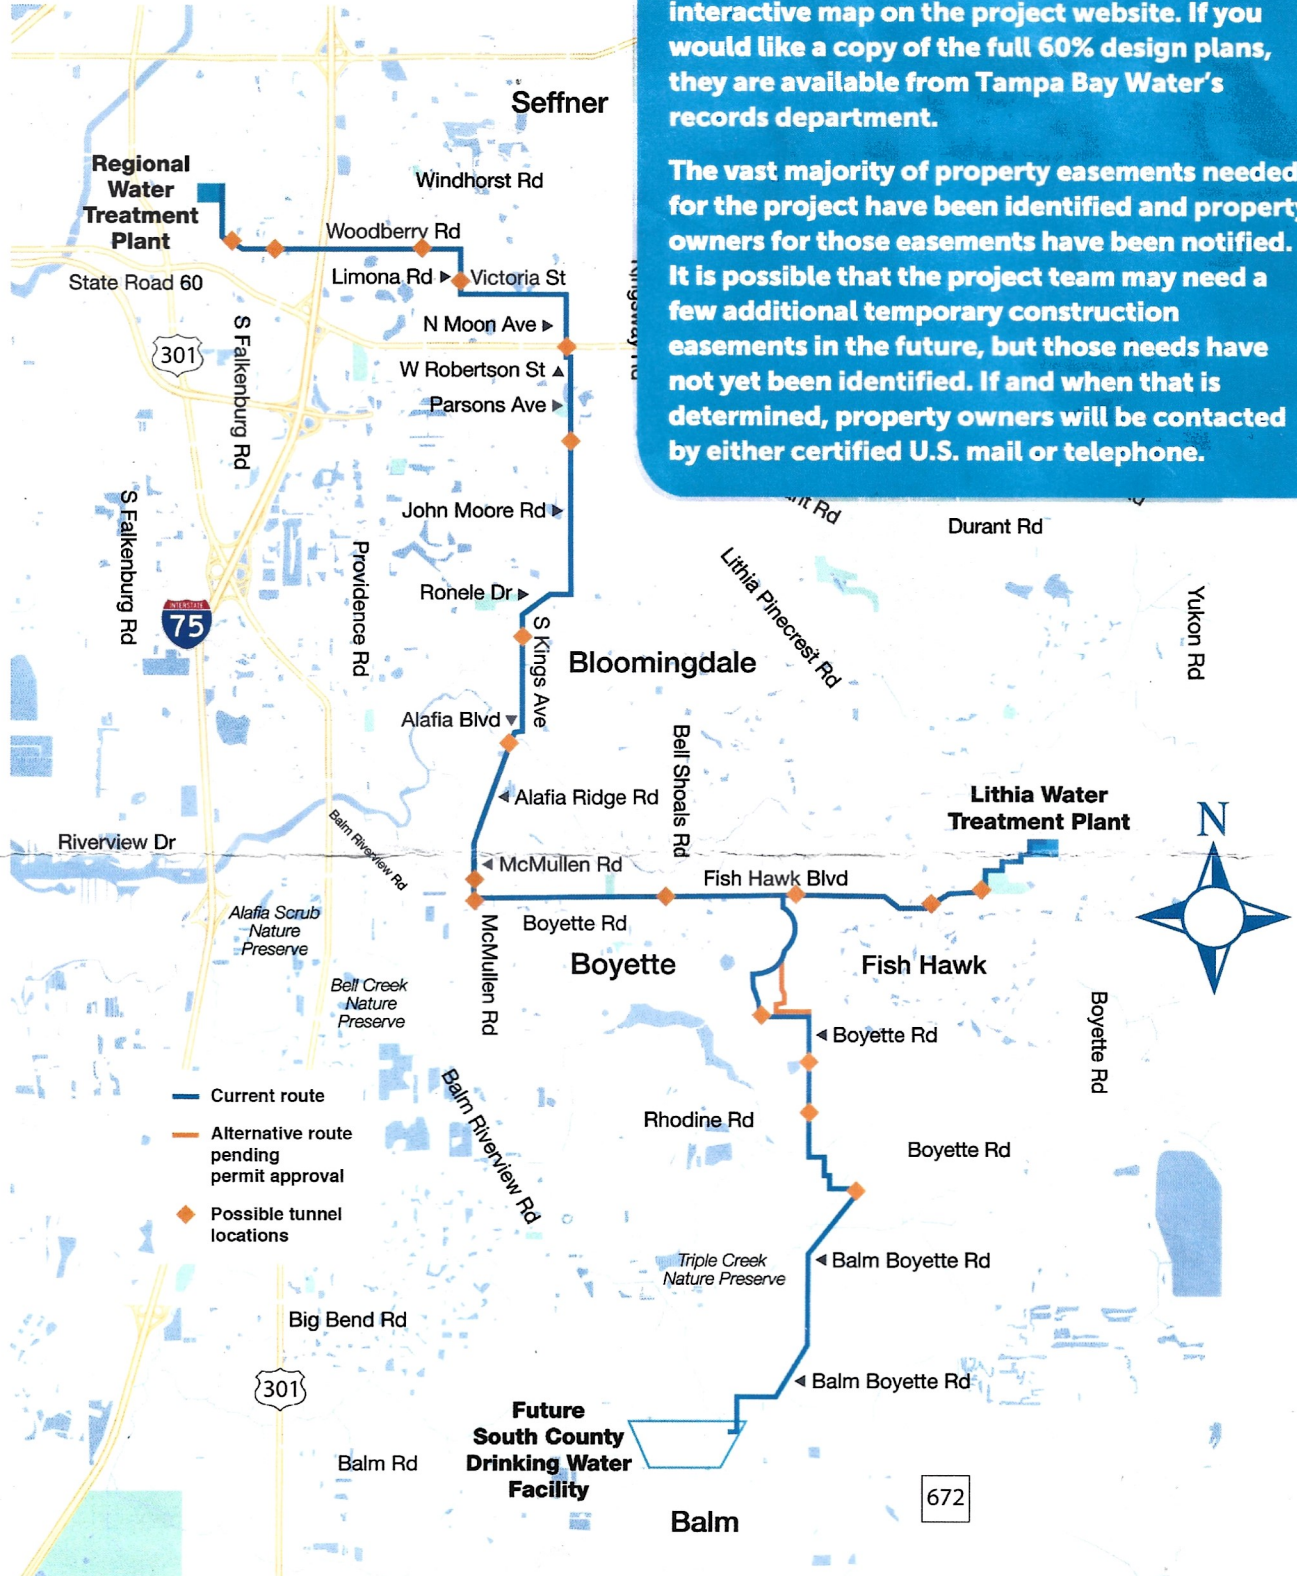 interactive map on the project website. If you
would like a copy of the full 60% design plans,
they are available from Tampa Bay Water's
records department.
The vast majority of property easements needed
for the project have been identified and property
owners for those easements have been notified.
It is possible that the project team may need a
few additional temporary construction
easements in the future, but those needs have
not yet been identified. If and when that is
determined, property owners will be contacted
by either certified U.S. mail or telephone.
Seffner
Regional
Water
Treatment
Plant
Windhorst Rd
Woodberry Rd
State Road 60
Limona Rd
Victoria St
N Moon Ave
301
S Falkenburg Rd
W Robertson St
Parsons Ave
S Falkenburg Rd
John Moore Rd
Durant Rd
Providence Rd
Lithia Pinecrest Rd
Ronele Dr
Yukon Rd
INTERSTATE
75
S Kings Ave
Bloomingdale
Alafia Blvd
Bell Shoals Rd
Alafia Ridge Rd
Lithia Water
Treatment Plant
N
Riverview Dr
Balm Riverview Rd
McMullen Rd
Fish Hawk Blvd
Alafia Scrub
Nature
Preserve
McMullen Rd
Boyette Rd
Boyette
Fish Hawk
Bell Creek
Nature
Preserve
Boyette Rd
Boyette Rd
Current route
Alternative route
pending
permit approval
Possible tunnel
locations
Balm Riverview Rd
Rhodine Rd
Boyette Rd
Triple Creek
Nature Preserve
Balm Boyette Rd
Big Bend Rd
301
Balm Boyette Rd
Future
South County
Drinking Water
Facility
Balm Rd
672
Balm